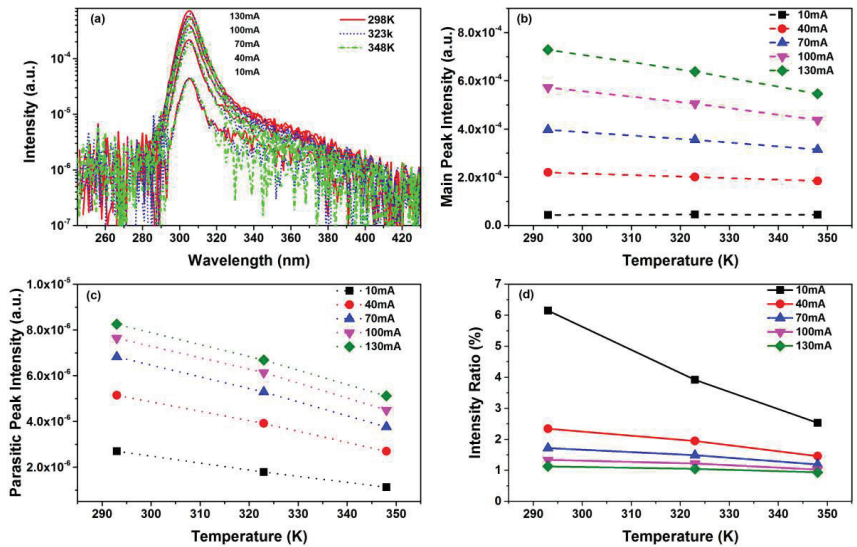 (a)
130mA
100mA
70mA
40mA
10mA
298K
323k
348K
10⁻⁴
10⁻⁵
10⁻⁶
10⁻⁷
Intensity (a.u.)
260 280 300 320 340 360 380 400 420
Wavelength (nm)
(b)
10mA
40mA
70mA
100mA
130mA
8.0x10⁻⁴
6.0x10⁻⁴
4.0x10⁻⁴
2.0x10⁻⁴
0.0
Main Peak Intensity (a.u.)
290 300 310 320 330 340 350
Temperature (K)
(c)
10mA
40mA
70mA
100mA
130mA
1.0x10⁻⁵
8.0x10⁻⁶
6.0x10⁻⁶
4.0x10⁻⁶
2.0x10⁻⁶
Parasitic Peak Intensity (a.u.)
290 300 310 320 330 340 350
Temperature (K)
(d)
10mA
40mA
70mA
100mA
130mA
7
6
5
4
3
2
1
0
Intensity Ratio (%)
290 300 310 320 330 340 350
Temperature (K)